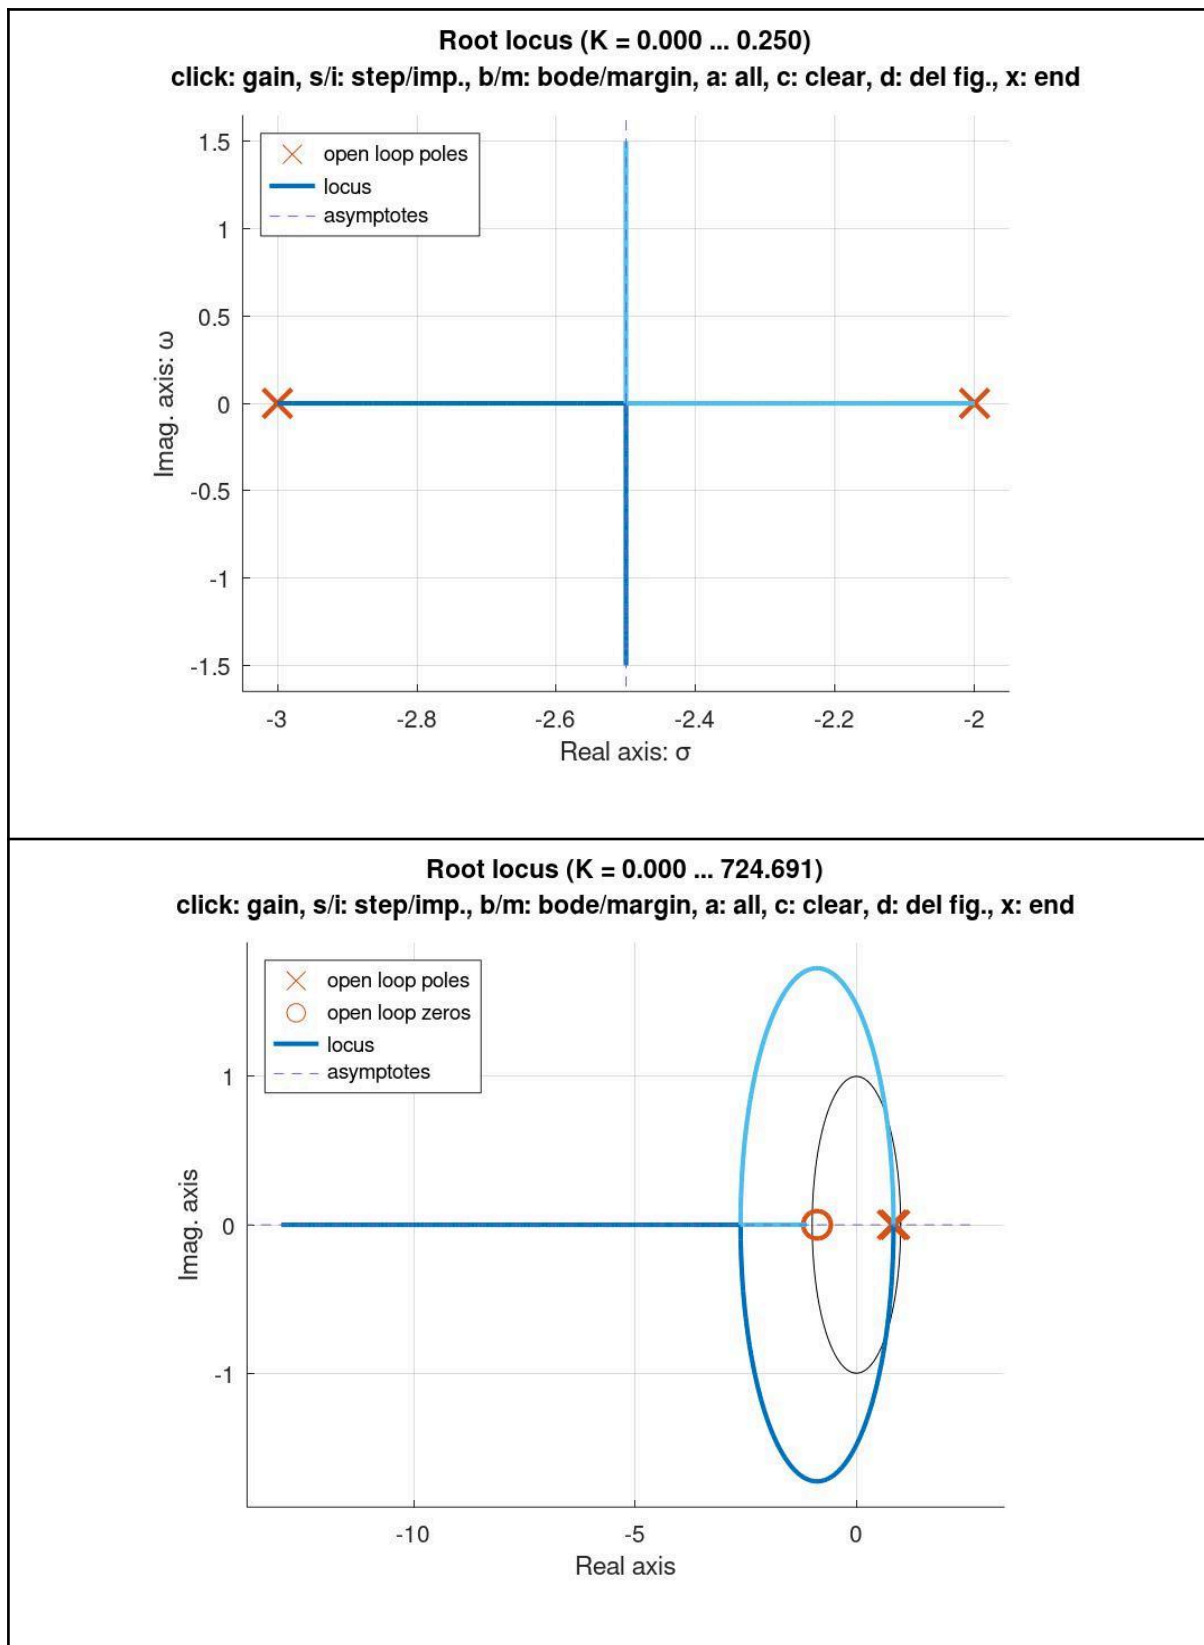 Root locus (K = 0.000 ... 0.250)
click: gain, s/i: step/imp., b/m: bode/margin, a: all, c: clear, d: del fig., x: end
open loop poles
locus
asymptotes
1.5
1
0.5
0
-0.5
-1
-1.5
Imag. axis: ω
-3 -2.8 -2.6 -2.4 -2.2 -2
Real axis: σ
Root locus (K = 0.000 ... 724.691)
click: gain, s/i: step/imp., b/m: bode/margin, a: all, c: clear, d: del fig., x: end
open loop poles
open loop zeros
locus
asymptotes
1
0
-1
Imag. axis
-10 -5 0
Real axis